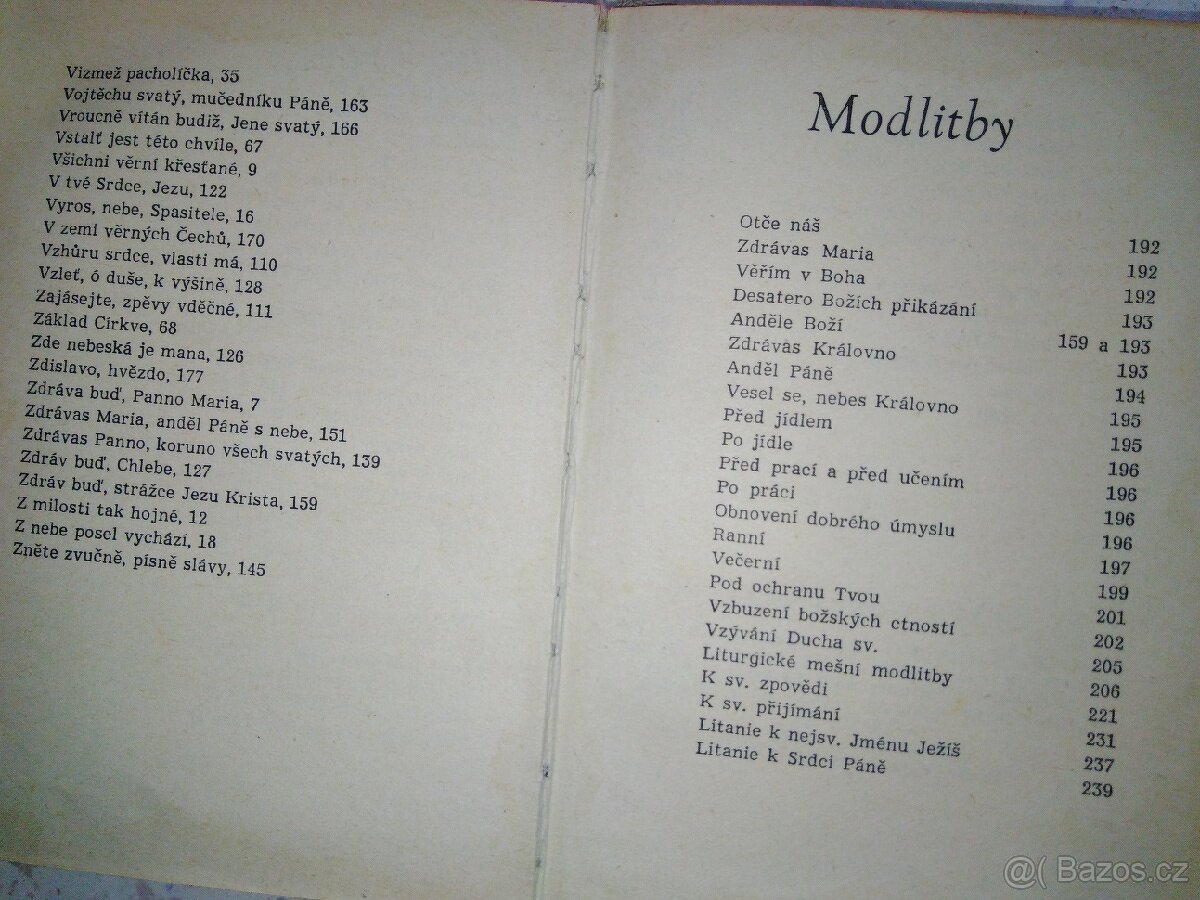 Vizmež pacholíčka, 35
Vojtěchu svatý, mučedníku Páně, 163
Vroucně vítán budiž, Jene svatý, 156
Vstalť jest této chvíle, 67
Všichni věrní křesťané, 9
V tvé Srdce, Jezu, 122
Vyros, nebe, Spasitele, 16
V zemi věrných Čechů, 170
Vzhůru srdce, vlasti má, 110
Vzleť, ó duše, k výšině, 128
Zajásejte, zpěvy vděčné, 111
Základ Církve, 68
Zde nebeská je mana, 126
Zdislavo, hvězdo, 177
Zdráva buď, Panno Maria, 7
Zdrávas Maria, anděl Páně s nebe, 151
Zdrávas Panno, koruno všech svatých, 139
Zdráv buď, Chlebe, 127
Zdráv buď, strážce Jezu Krista, 159
Z milosti tak hojné, 12
Z nebe posel vychází, 18
Zněte zvučně, písně slávy, 145
Modlitby
Otče náš 192
Zdrávas Maria 192
Věřím v Boha 192
Desatero Božích přikázání 193
Anděle Boží 159 a 193
Zdrávas Královno 193
Anděl Páně 194
Vesel se, nebes Královno 195
Před jídlem 195
Po jídle 196
Před prací a před učením 196
Po práci 196
Obnovení dobrého úmyslu 196
Ranní 197
Večerní 199
Pod ochranu Tvou 201
Vzbuzení božských ctností 202
Vzývání Ducha sv. 205
Liturgické mešní modlitby 206
K sv. zpovědi 221
K sv. přijímání 231
Litanie k nejsv. Jménu Ježíš 237
Litanie k Srdci Páně 239
@( Bazos.cz